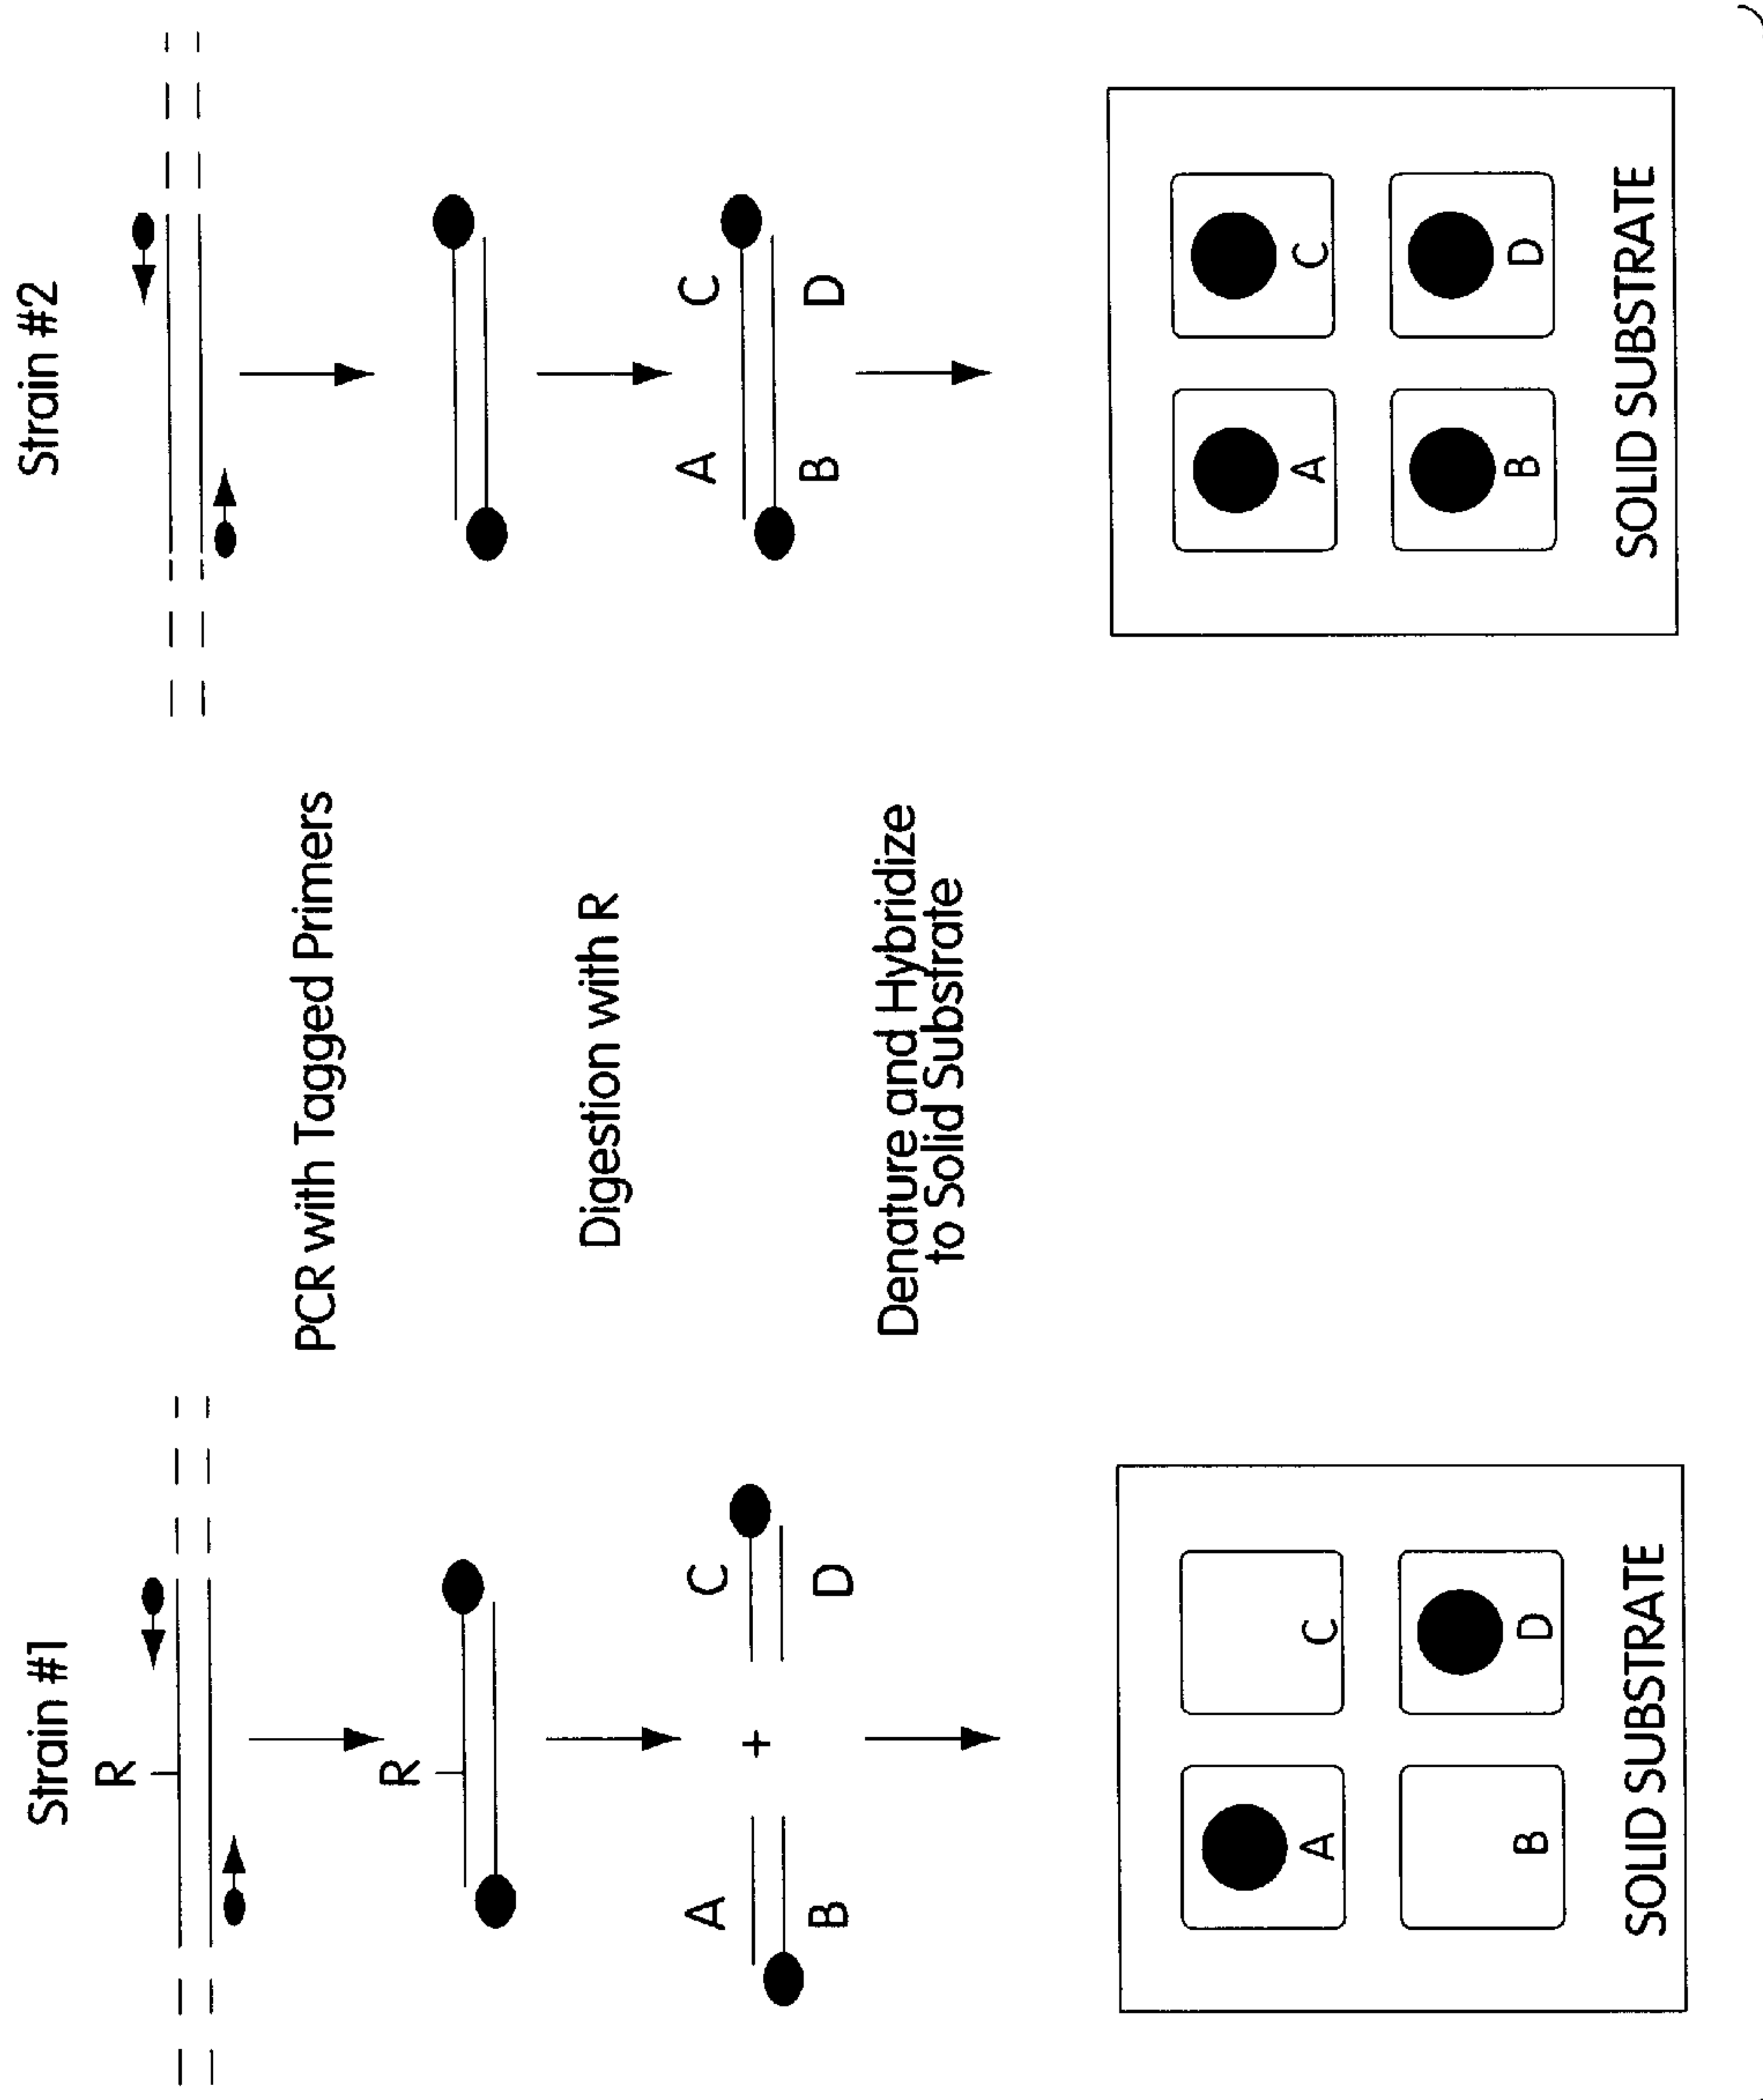 Strain #1
R
PCR with Tagged Primers
R
Digestion with R
A
C
+
B
D
Denature and Hybridize
to Solid Substrate
A
C
B
D
SOLID SUBSTRATE
Strain #2
A
C
B
D
A
C
B
D
SOLID SUBSTRATE